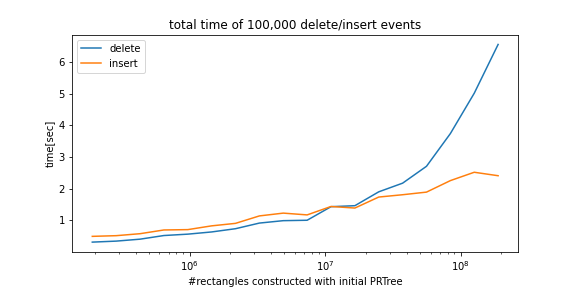 total time of 100,000 delete/insert events
delete
insert
time[sec]
6
5
4
3
2
1
10⁶
10⁷
10⁸
#rectangles constructed with initial PRTree